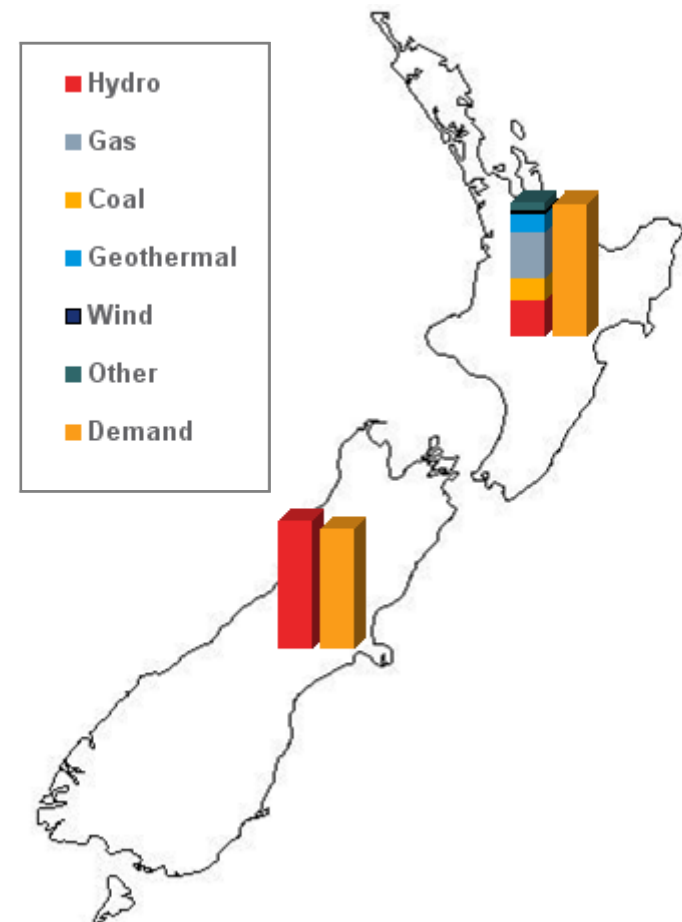 Hydro
Gas
Coal
Geothermal
Wind
Other
Demand